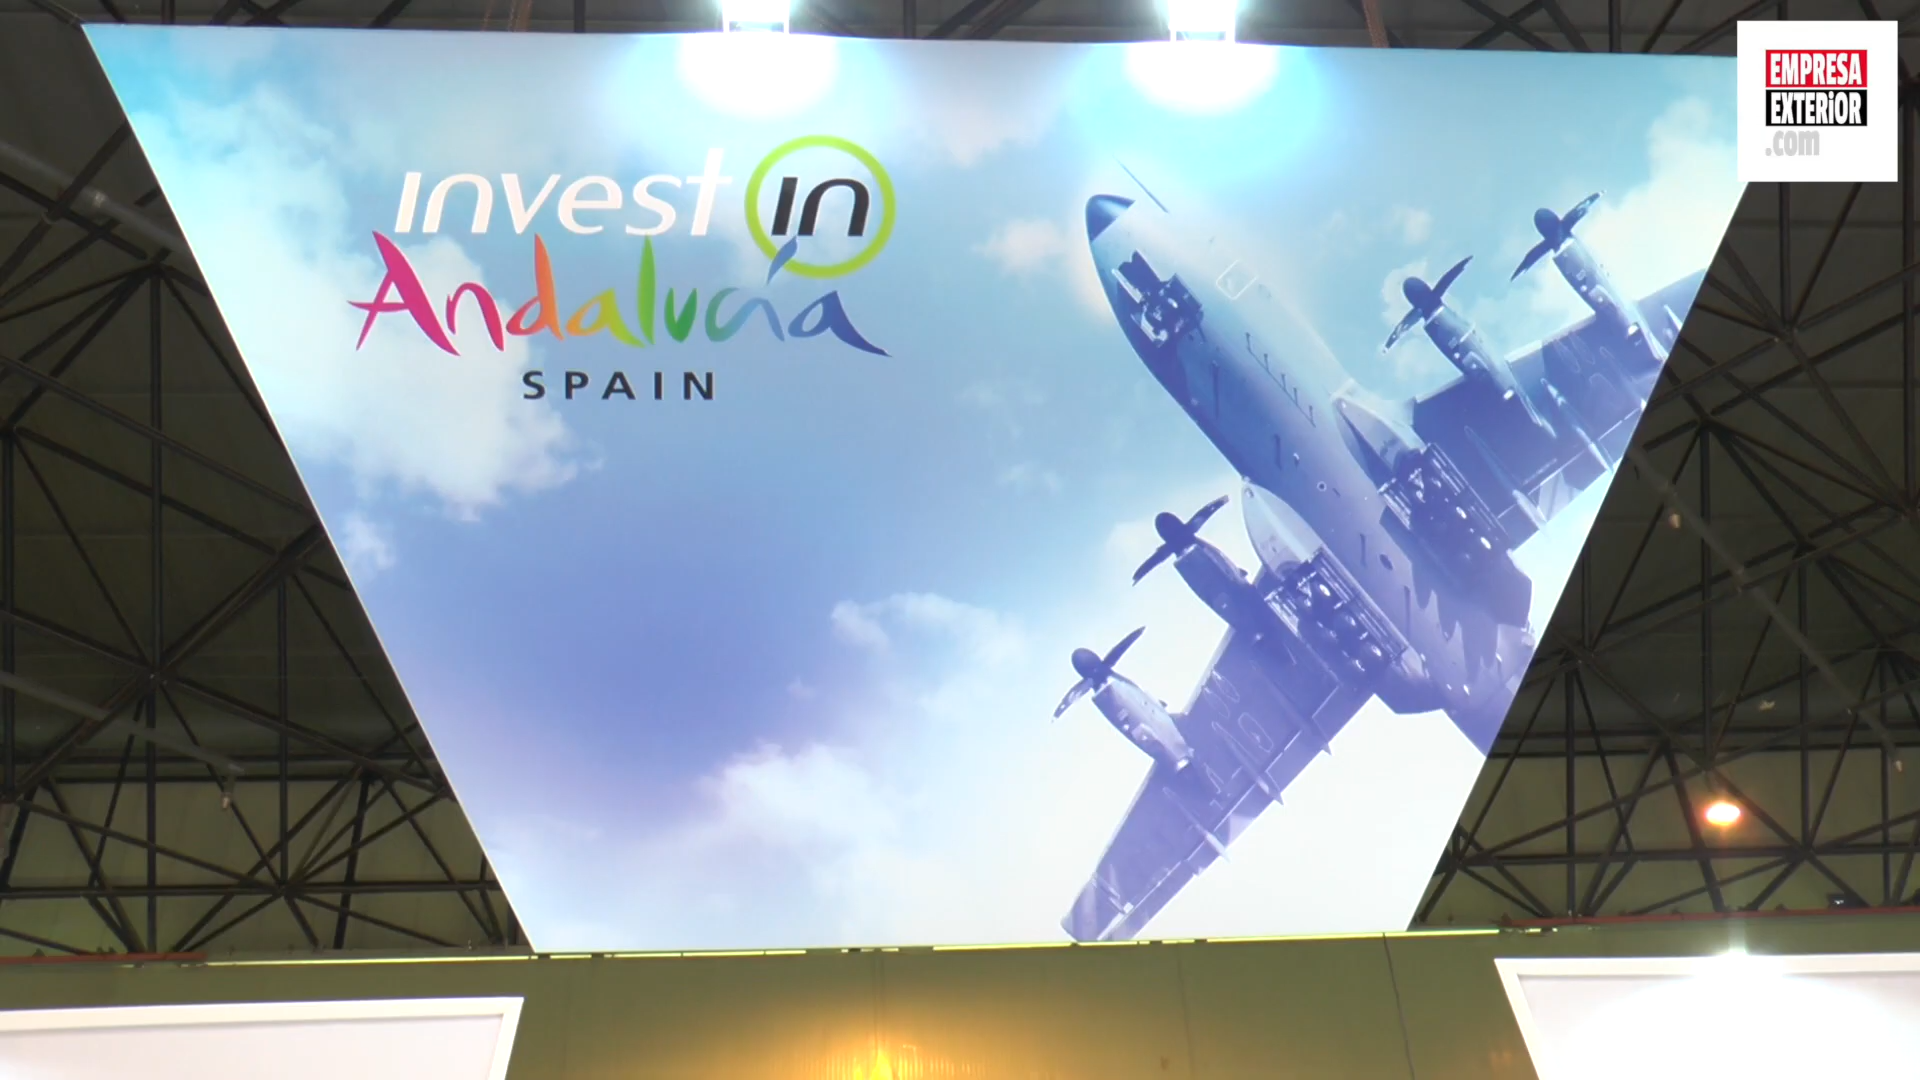 invest in
Andalucía
SPAIN
EMPRESA
EXTERiOR
.com